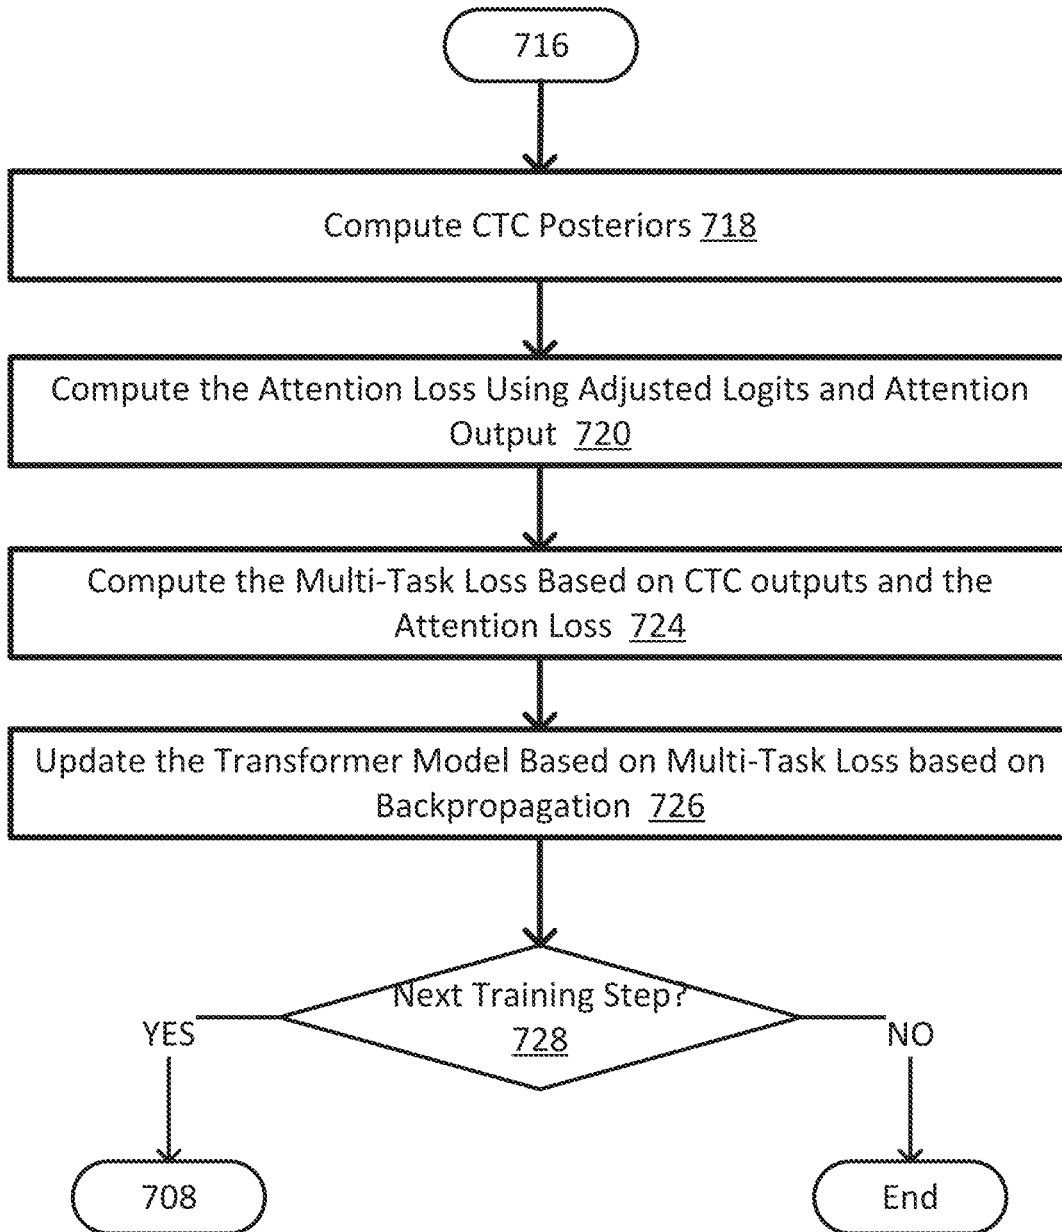 716
Compute CTC Posteriors 718
Compute the Attention Loss Using Adjusted Logits and Attention
Output 720
Compute the Multi-Task Loss Based on CTC outputs and the
Attention Loss 724
Update the Transformer Model Based on Multi-Task Loss based on
Backpropagation 726
Next Training Step?
728
YES
NO
708
End